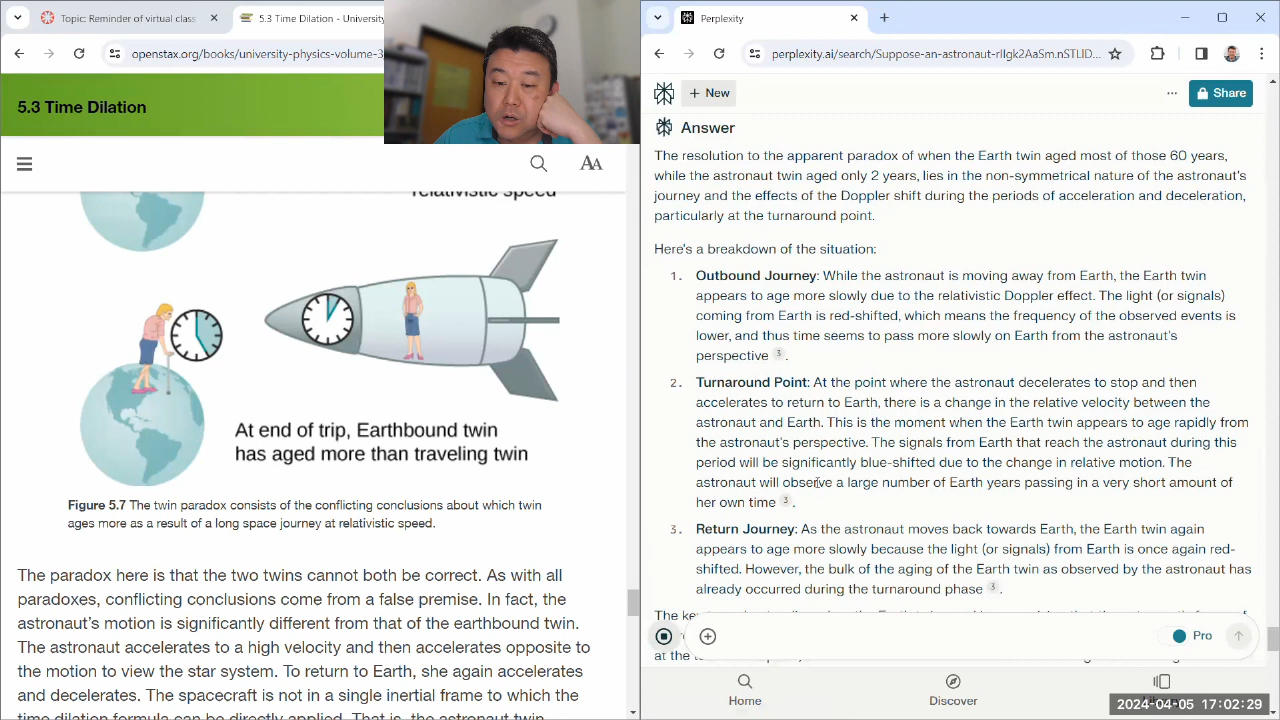 Topic: Reminder of virtual class
5.3 Time Dilation - University
Perplexity
openstax.org/books/university-physics-volume-3
perplexity.ai/search/Suppose-an-astronaut-rIIgk2AaSm.nSTIJD...
5.3 Time Dilation
AA
relativistic speed
At end of trip, Earthbound twin
has aged more than traveling twin
Figure 5.7 The twin paradox consists of the conflicting conclusions about which twin
ages more as a result of a long space journey at relativistic speed.
The paradox here is that the two twins cannot both be correct. As with all
paradoxes, conflicting conclusions come from a false premise. In fact, the
astronaut's motion is significantly different from that of the earthbound twin.
The astronaut accelerates to a high velocity and then accelerates opposite to
the motion to view the star system. To return to Earth, she again accelerates
and decelerates. The spacecraft is not in a single inertial frame to which the
time dilation formula can be directly applied. That is, the astronaut twin
New
Share
Answer
The resolution to the apparent paradox of when the Earth twin aged most of those 60 years,
while the astronaut twin aged only 2 years, lies in the non-symmetrical nature of the astronaut's
journey and the effects of the Doppler shift during the periods of acceleration and deceleration,
particularly at the turnaround point.
Here's a breakdown of the situation:
1. Outbound Journey: While the astronaut is moving away from Earth, the Earth twin
appears to age more slowly due to the relativistic Doppler effect. The light (or signals)
coming from Earth is red-shifted, which means the frequency of the observed events is
lower, and thus time seems to pass more slowly on Earth from the astronaut's
perspective 3 .
2. Turnaround Point: At the point where the astronaut decelerates to stop and then
accelerates to return to Earth, there is a change in the relative velocity between the
astronaut and Earth. This is the moment when the Earth twin appears to age rapidly from
the astronaut's perspective. The signals from Earth that reach the astronaut during this
period will be significantly blue-shifted due to the change in relative motion. The
astronaut will observe a large number of Earth years passing in a very short amount of
her own time 3 .
3. Return Journey: As the astronaut moves back towards Earth, the Earth twin again
appears to age more slowly because the light (or signals) from Earth is once again red-
shifted. However, the bulk of the aging of the Earth twin as observed by the astronaut has
already occurred during the turnaround phase 3 .
Pro
Home
Discover
2024-04-05 17:02:29